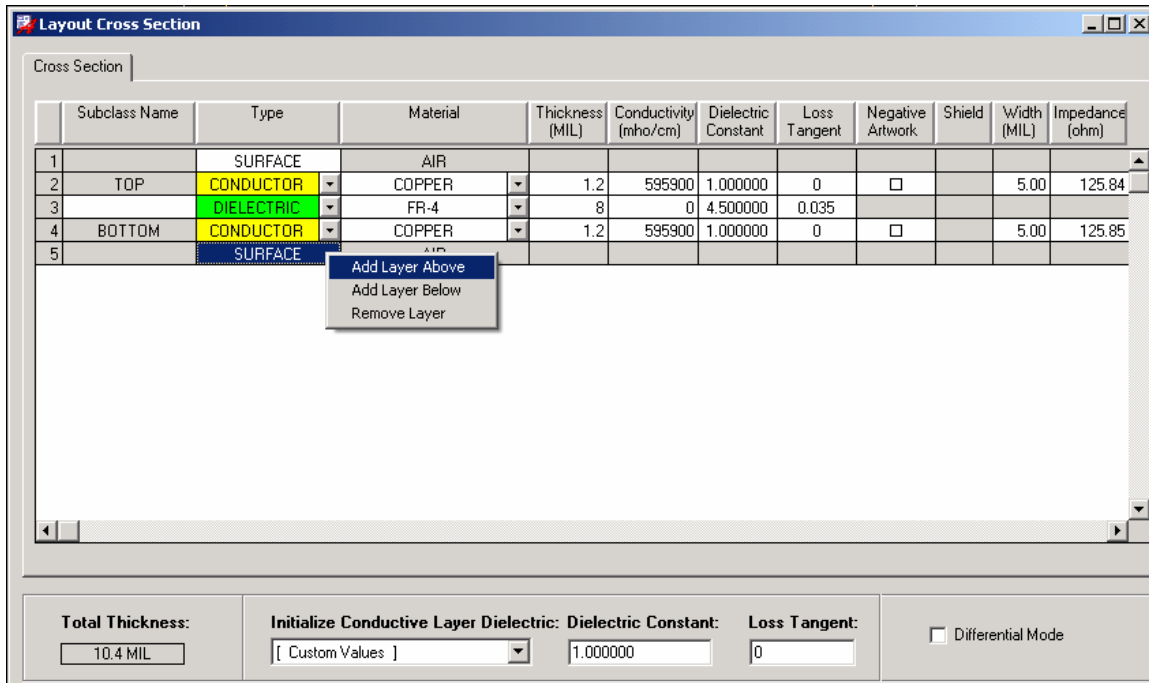 Layout Cross Section
Cross Section
Subclass Name Type Material Thickness (MIL) Conductivity (mho/cm) Dielectric Constant Loss Tangent Negative Artwork Shield Width (MIL) Impedance (ohm)
1 SURFACE AIR
2 TOP CONDUCTOR COPPER 1.2 595900 1.000000 0 5.00 125.84
3 DIELECTRIC FR-4 8 0 4.500000 0.035
4 BOTTOM CONDUCTOR COPPER 1.2 595900 1.000000 0 5.00 125.85
5 SURFACE AIR
Add Layer Above
Add Layer Below
Remove Layer
Total Thickness: Initialize Conductive Layer Dielectric: Dielectric Constant: Loss Tangent:
10.4 MIL [ Custom Values ] 1.000000 0 Differential Mode